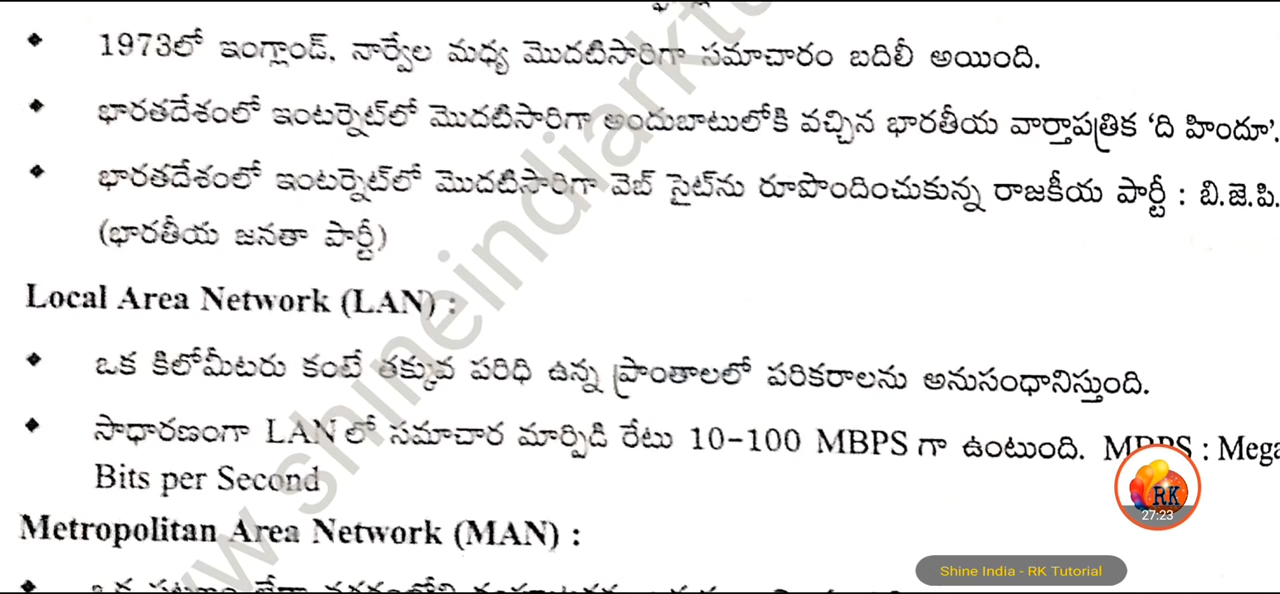 1973లో ఇంగ్లాండ్, నార్వేల మధ్య మొదటిసారిగా సమాచారం బదిలీ అయింది.
భారతదేశంలో ఇంటర్నెట్‌లో మొదటిసారిగా అందుబాటులోకి వచ్చిన భారతీయ వార్తాపత్రిక ‘ది హిందూ’.
భారతదేశంలో ఇంటర్నెట్‌లో మొదటిసారిగా వెబ్ సైట్‌ను రూపొందించుకున్న రాజకీయ పార్టీ : బి.జె.పి.
(భారతీయ జనతా పార్టీ)
Local Area Network (LAN) :
ఒక కిలోమీటరు కంటే తక్కువ పరిధి ఉన్న ప్రాంతాలలో పరికరాలను అనుసంధానిస్తుంది.
సాధారణంగా LAN లో సమాచార మార్పిడి రేటు 10-100 MBPS గా ఉంటుంది. MBPS : Mega
Bits per Second
RK
27:23
Metropolitan Area Network (MAN) :
Shine India - RK Tutorial